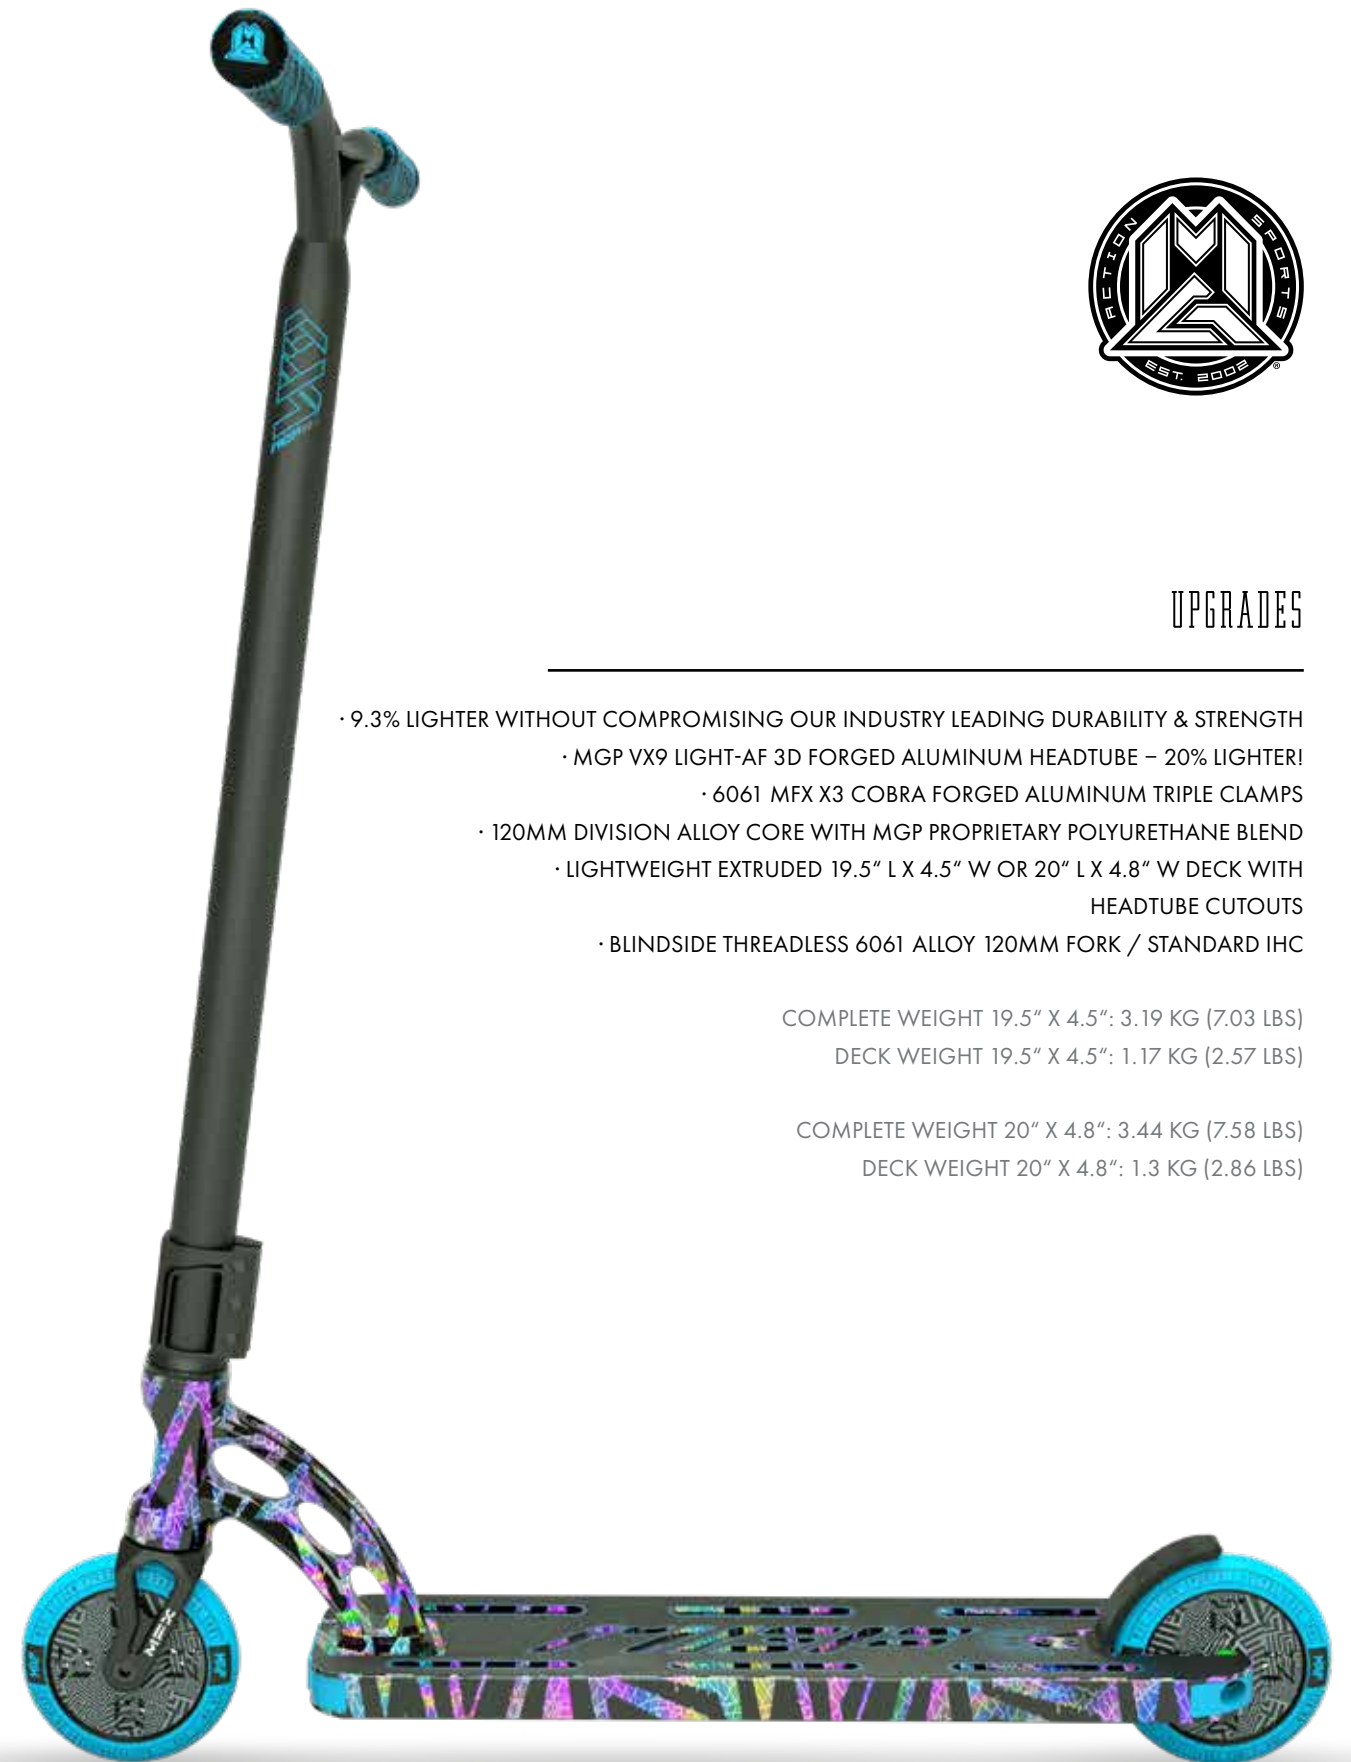 ACTION SPORTS
EST. 2002
®
UPGRADES
· 9.3% LIGHTER WITHOUT COMPROMISING OUR INDUSTRY LEADING DURABILITY & STRENGTH
· MGP VX9 LIGHT-AF 3D FORGED ALUMINUM HEADTUBE – 20% LIGHTER!
· 6061 MFX X3 COBRA FORGED ALUMINUM TRIPLE CLAMPS
· 120MM DIVISION ALLOY CORE WITH MGP PROPRIETARY POLYURETHANE BLEND
· LIGHTWEIGHT EXTRUDED 19.5“ L X 4.5“ W OR 20“ L X 4.8“ W DECK WITH
HEADTUBE CUTOUTS
· BLINDSIDE THREADLESS 6061 ALLOY 120MM FORK / STANDARD IHC
COMPLETE WEIGHT 19.5“ X 4.5“: 3.19 KG (7.03 LBS)
DECK WEIGHT 19.5“ X 4.5“: 1.17 KG (2.57 LBS)
COMPLETE WEIGHT 20“ X 4.8“: 3.44 KG (7.58 LBS)
DECK WEIGHT 20“ X 4.8“: 1.3 KG (2.86 LBS)
MFX
MGP
MGP